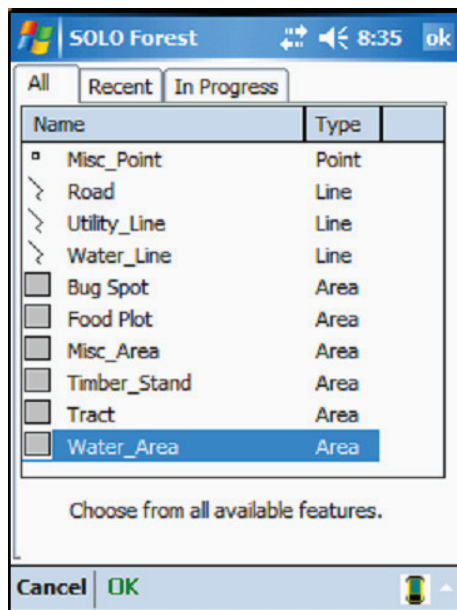 SOLO Forest 8:35 ok
All Recent In Progress
Name Type
Misc_Point Point
Road Line
Utility_Line Line
Water_Line Line
Bug Spot Area
Food Plot Area
Misc_Area Area
Timber_Stand Area
Tract Area
Water_Area Area
Choose from all available features.
Cancel OK